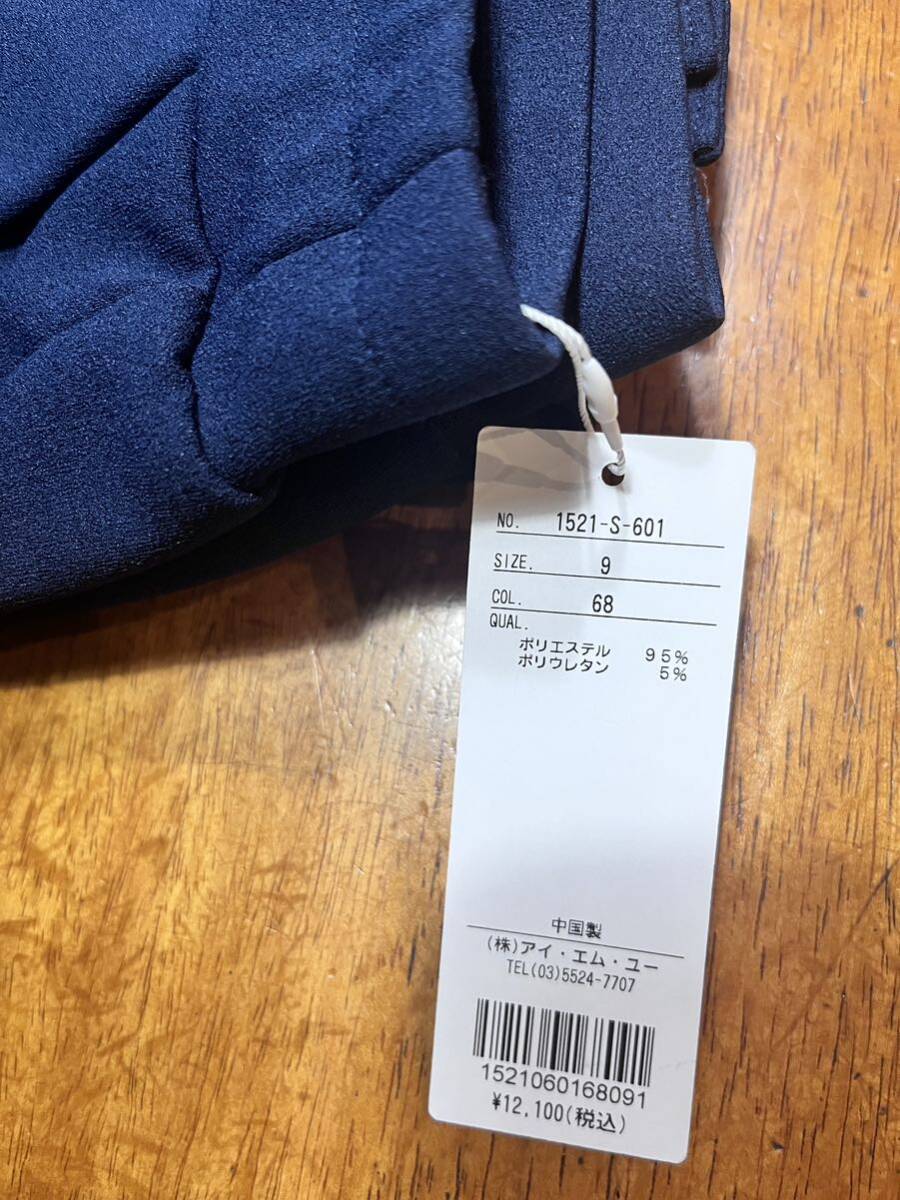 NO. 1521-S-601
SIZE. 9
COL. 68
QUAL.
ポリエステル 95%
ポリウレタン 5%
中国製
(株)アイ・エム・ユー
TEL(03)5524-7707
1521060168091
¥12,100(税込)